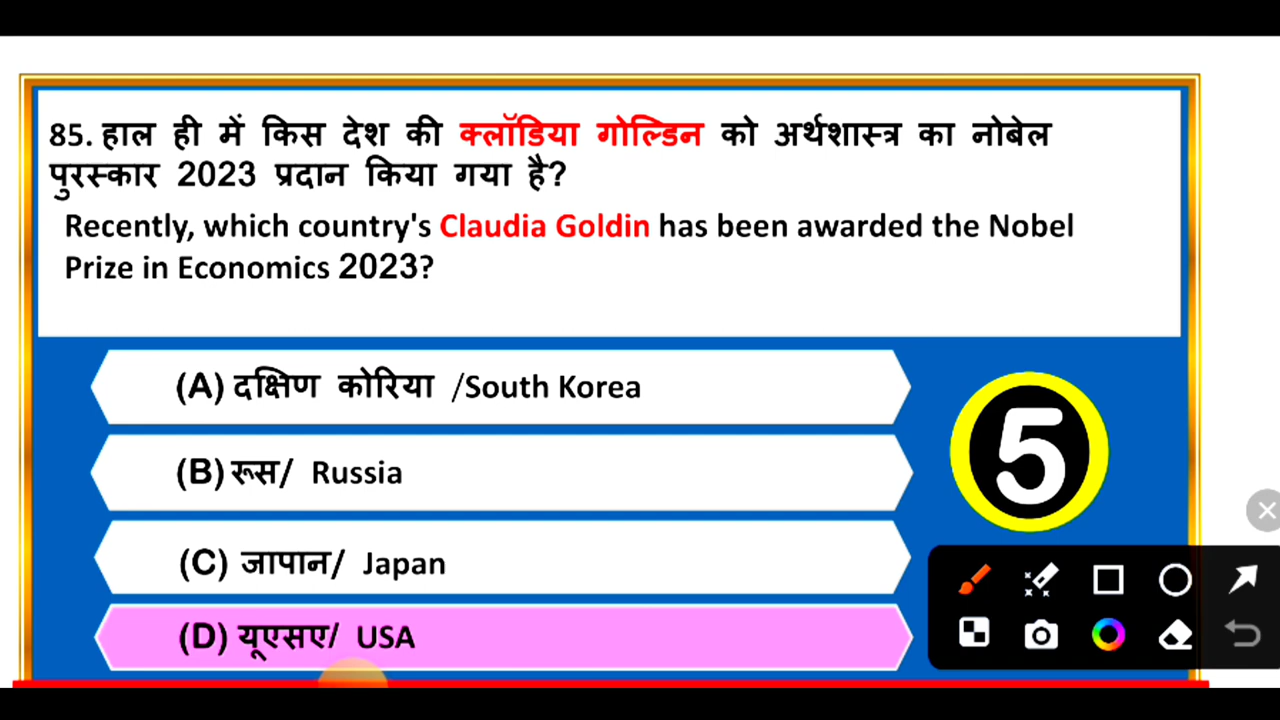 85. हाल ही में किस देश की क्लॉडिया गोल्डिन को अर्थशास्त्र का नोबेल
पुरस्कार 2023 प्रदान किया गया है?
Recently, which country's Claudia Goldin has been awarded the Nobel
Prize in Economics 2023?
(A) दक्षिण कोरिया /South Korea
(B) रूस/ Russia
5
(C) जापान/ Japan
(D) यूएसए/ USA